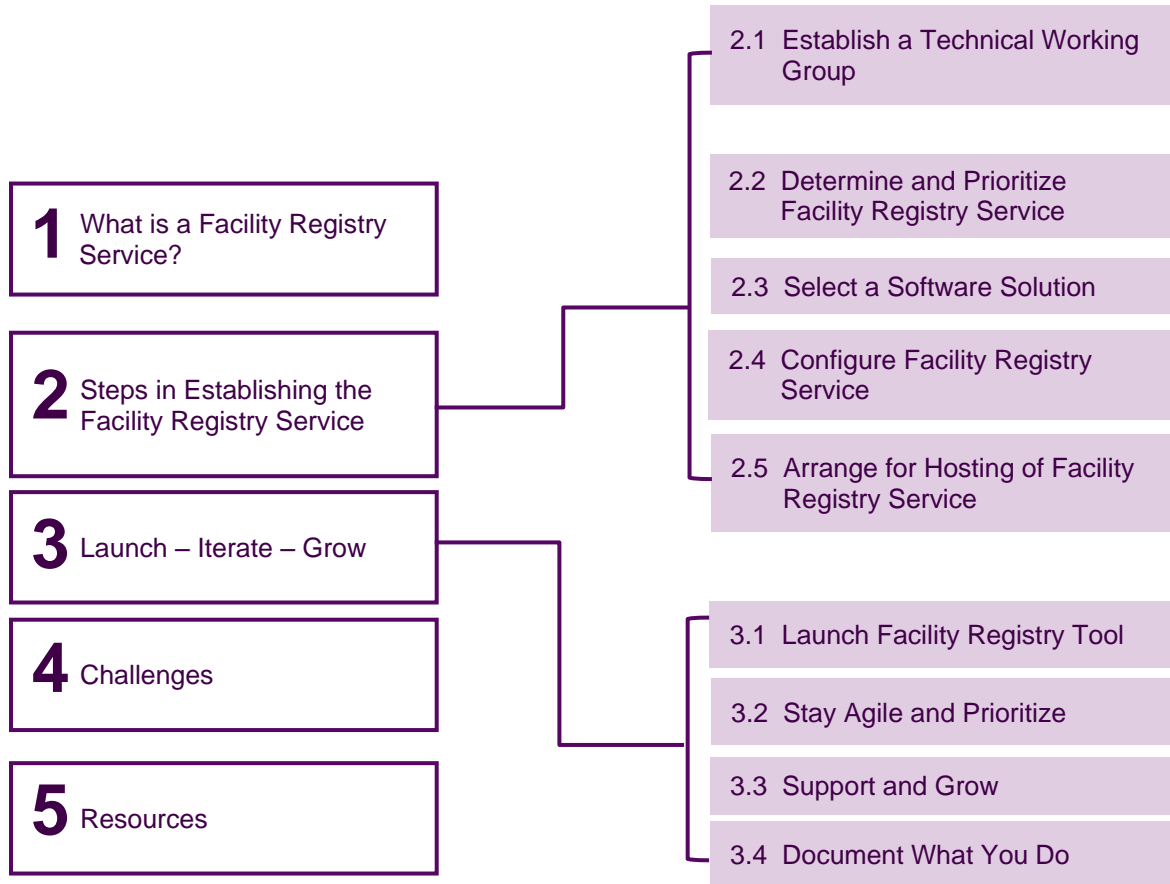 1 What is a Facility Registry
Service?
2 Steps in Establishing the
Facility Registry Service
3 Launch – Iterate – Grow
4 Challenges
5 Resources
2.1 Establish a Technical Working
Group
2.2 Determine and Prioritize
Facility Registry Service
2.3 Select a Software Solution
2.4 Configure Facility Registry
Service
2.5 Arrange for Hosting of Facility
Registry Service
3.1 Launch Facility Registry Tool
3.2 Stay Agile and Prioritize
3.3 Support and Grow
3.4 Document What You Do